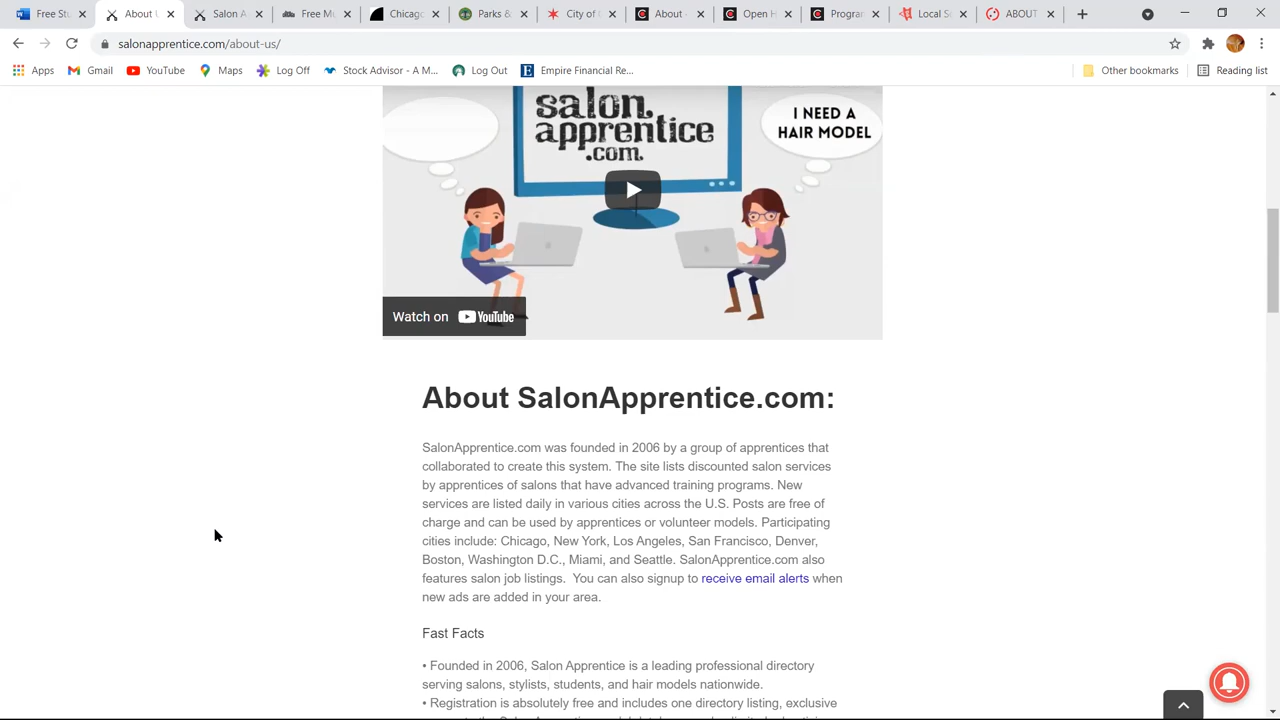 Free St
About U
Salon A
Free M
Chicago
Parks &
City of C
About -
Open H
Program
Local S
ABOUT
salonapprentice.com/about-us/
Apps
Gmail
YouTube
Maps
Log Off
Stock Advisor - A M...
Log Out
Empire Financial Re...
Other bookmarks
Reading list
salon.
apprentice
.com.
I NEED A
HAIR MODEL
Watch on YouTube
About SalonApprentice.com:
SalonApprentice.com was founded in 2006 by a group of apprentices that
collaborated to create this system. The site lists discounted salon services
by apprentices of salons that have advanced training programs. New
services are listed daily in various cities across the U.S. Posts are free of
charge and can be used by apprentices or volunteer models. Participating
cities include: Chicago, New York, Los Angeles, San Francisco, Denver,
Boston, Washington D.C., Miami, and Seattle. SalonApprentice.com also
features salon job listings. You can also signup to receive email alerts when
new ads are added in your area.
Fast Facts
• Founded in 2006, Salon Apprentice is a leading professional directory
serving salons, stylists, students, and hair models nationwide.
• Registration is absolutely free and includes one directory listing, exclusive